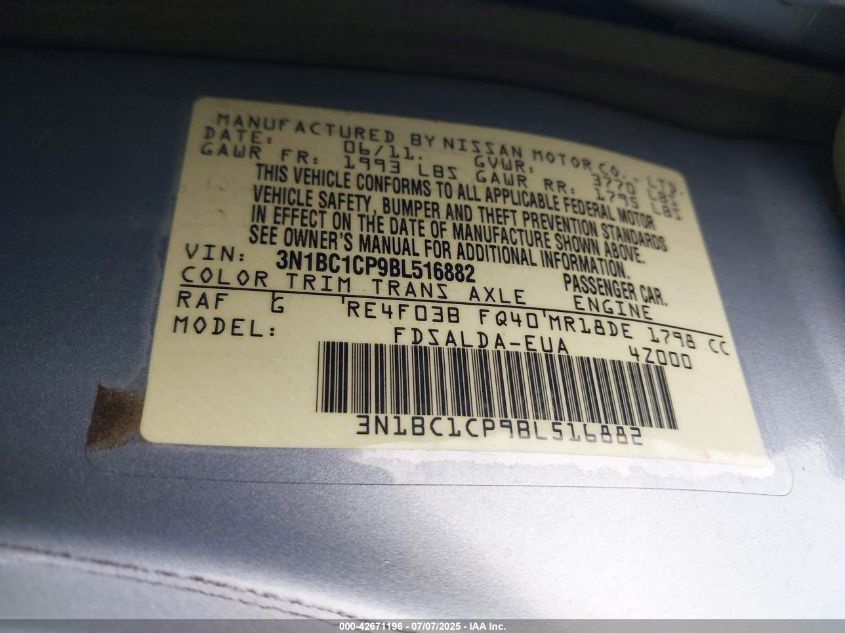 MANUFACTURED BY NISSAN MOTOR CO., LTD.
DATE: 06/11. GVWR: 3770 LBS
GAWR FR: 1993 LBS GAWR RR: 1795 LBS
THIS VEHICLE CONFORMS TO ALL APPLICABLE FEDERAL MOTOR
VEHICLE SAFETY, BUMPER AND THEFT PREVENTION STANDARDS
IN EFFECT ON THE DATE OF MANUFACTURE SHOWN ABOVE.
SEE OWNER'S MANUAL FOR ADDITIONAL INFORMATION.
VIN: 3N1BC1CP9BL516882 PASSENGER CAR.
COLOR TRIM TRANS AXLE ENGINE
RAF G RE4F03B FQ40 MR18DE 1798 CC
MODEL: FDSALDA-EUA 4Z000
3N1BC1CP9BL516882
000-42671196 - 07/07/2025 - IAA Inc.